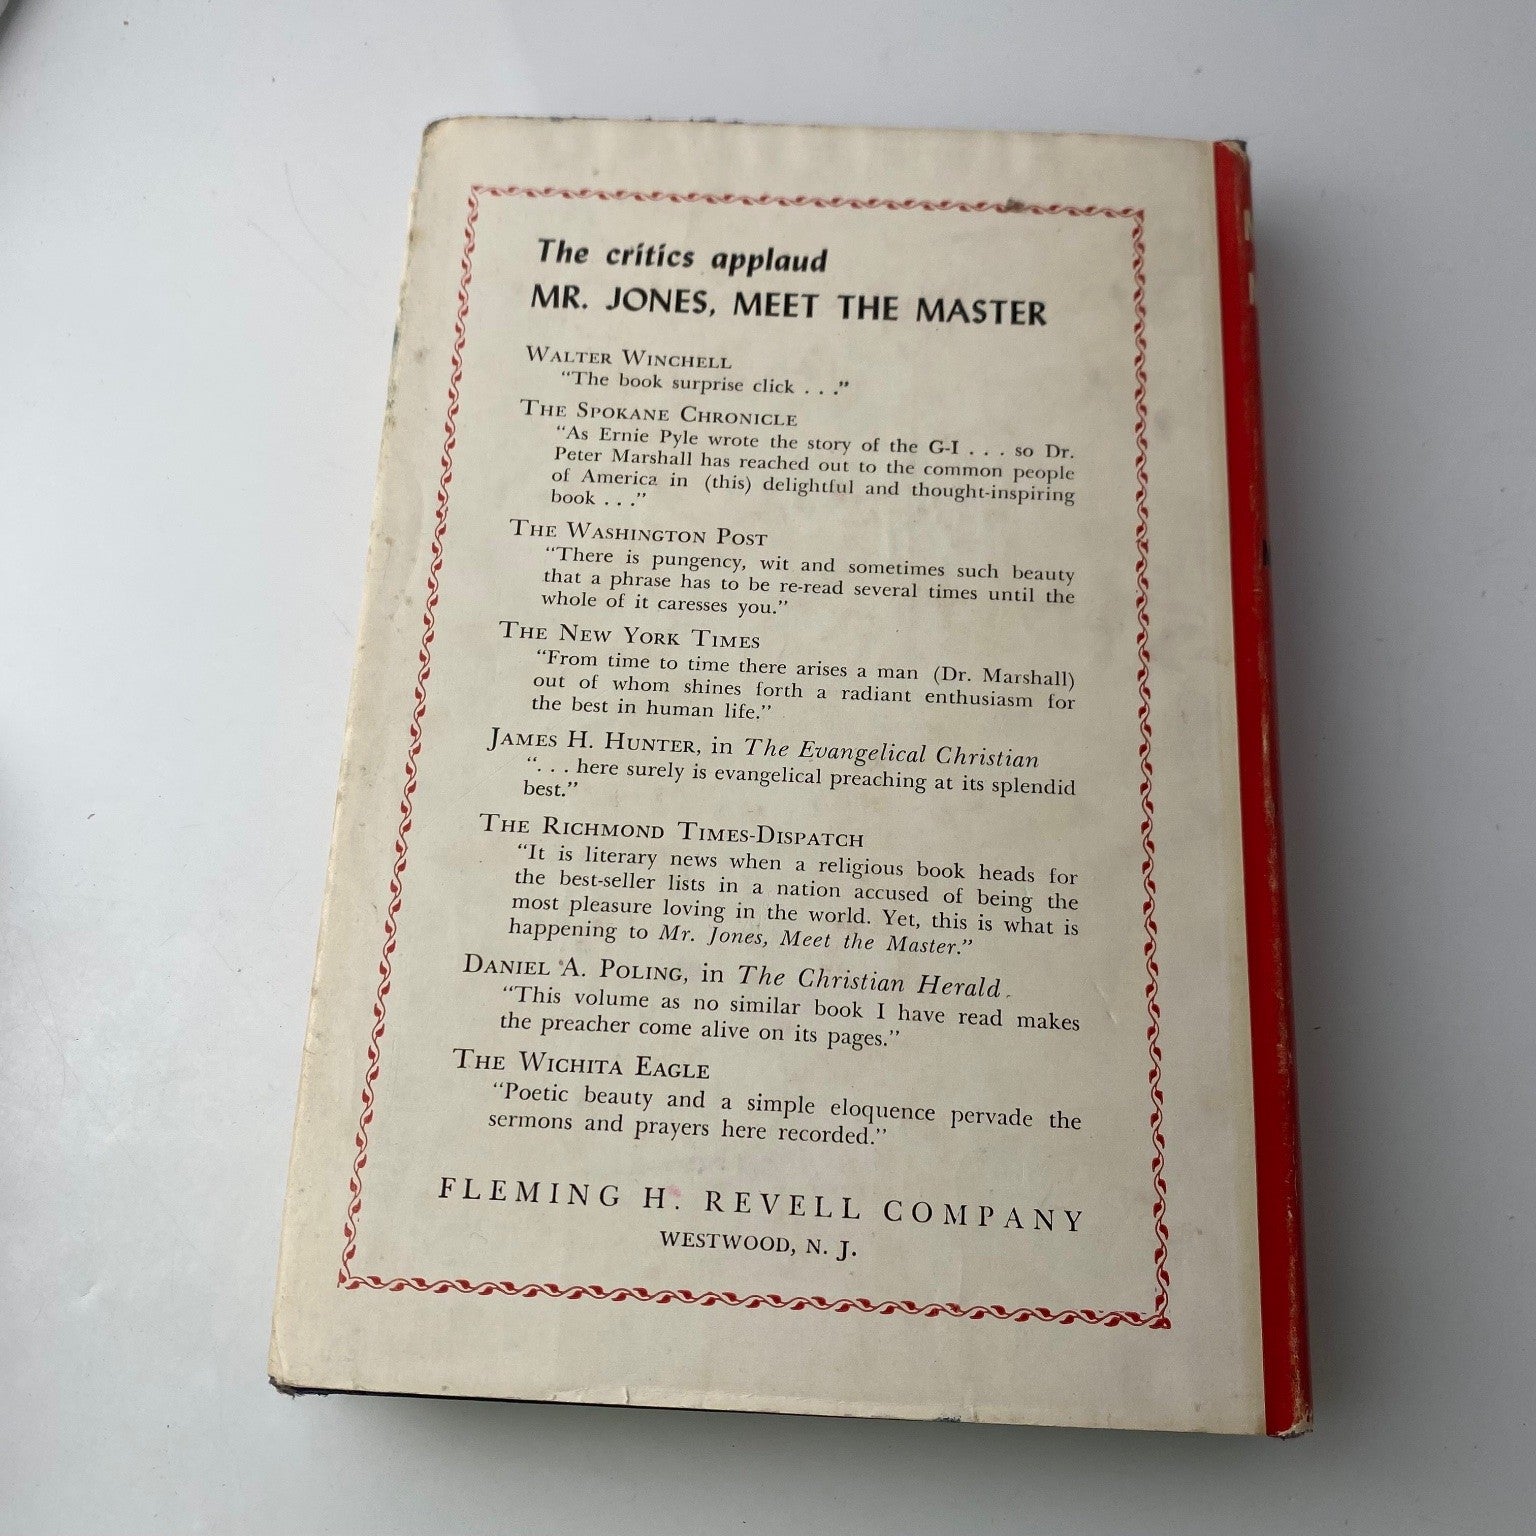 The critics applaud
MR. JONES, MEET THE MASTER
WALTER WINCHELL
"The book surprise click . . ."
THE SPOKANE CHRONICLE
"As Ernie Pyle wrote the story of the G-I . . . so Dr.
Peter Marshall has reached out to the common people
of America in (this) delightful and thought-inspiring
book . . ."
THE WASHINGTON POST
"There is pungency, wit and sometimes such beauty
that a phrase has to be re-read several times until the
whole of it caresses you."
THE NEW YORK TIMES
"From time to time there arises a man (Dr. Marshall)
out of whom shines forth a radiant enthusiasm for
the best in human life."
JAMES H. HUNTER, in The Evangelical Christian
". . . here surely is evangelical preaching at its splendid
best."
THE RICHMOND TIMES-DISPATCH
"It is literary news when a religious book heads for
the best-seller lists in a nation accused of being the
most pleasure loving in the world. Yet, this is what is
happening to Mr. Jones, Meet the Master."
DANIEL A. POLING, in The Christian Herald
"This volume as no similar book I have read makes
the preacher come alive on its pages."
THE WICHITA EAGLE
"Poetic beauty and a simple eloquence pervade the
sermons and prayers here recorded."
FLEMING H. REVELL COMPANY
WESTWOOD, N. J.